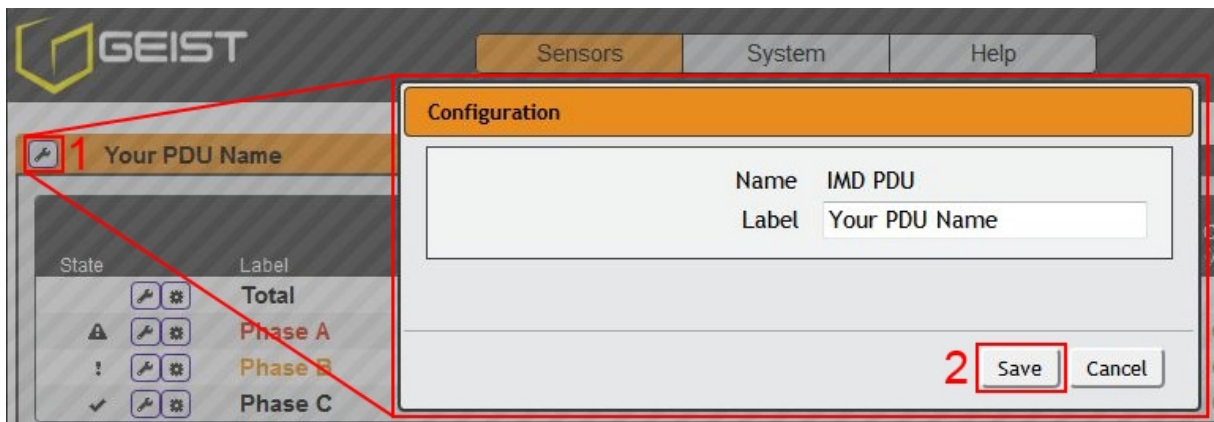 GEIST
Sensors System Help
Configuration
1 Your PDU Name
Name IMD PDU
Label Your PDU Name
State Label
Total
Phase A
Phase B
Phase C
2 Save Cancel